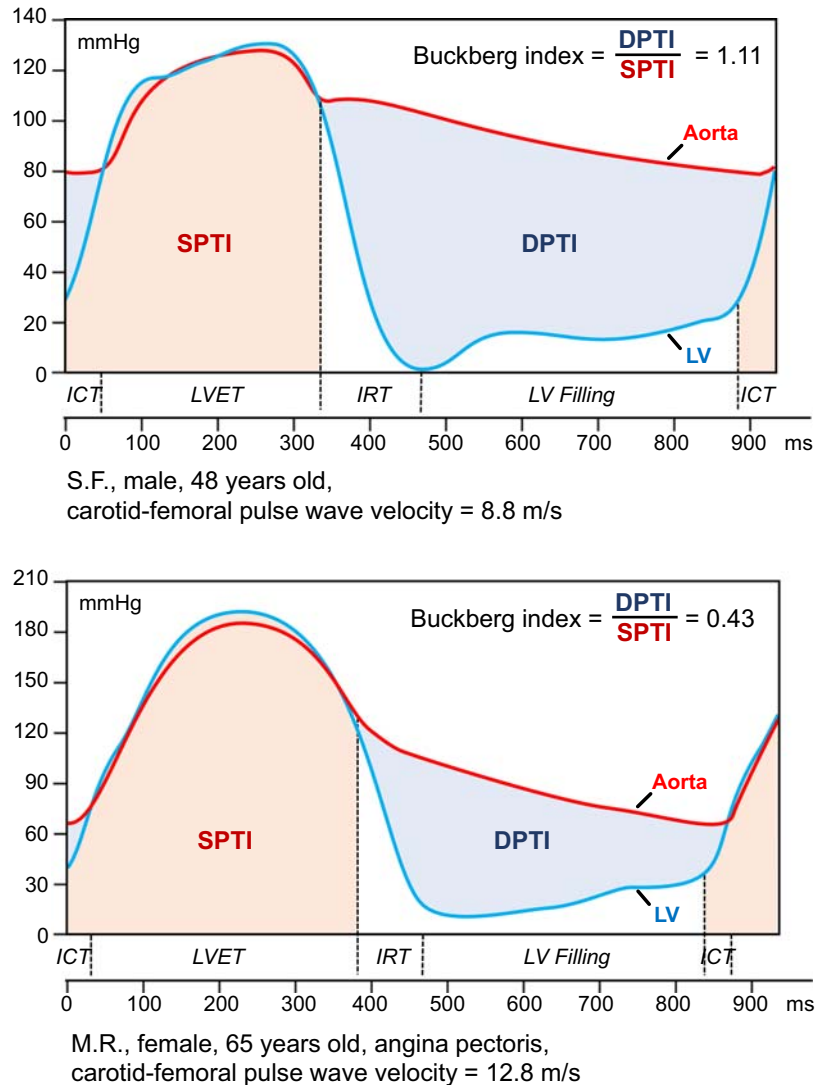 140
120
100
80
60
40
20
0
mmHg
Buckberg index = DPTI / SPTI = 1.11
Aorta
SPTI
DPTI
LV
ICT LVET IRT LV Filling ICT
0 100 200 300 400 500 600 700 800 900 ms
S.F., male, 48 years old,
carotid-femoral pulse wave velocity = 8.8 m/s
210
180
150
120
90
60
30
0
mmHg
Buckberg index = DPTI / SPTI = 0.43
Aorta
SPTI
DPTI
LV
ICT LVET IRT LV Filling ICT
0 100 200 300 400 500 600 700 800 900 ms
M.R., female, 65 years old, angina pectoris,
carotid-femoral pulse wave velocity = 12.8 m/s